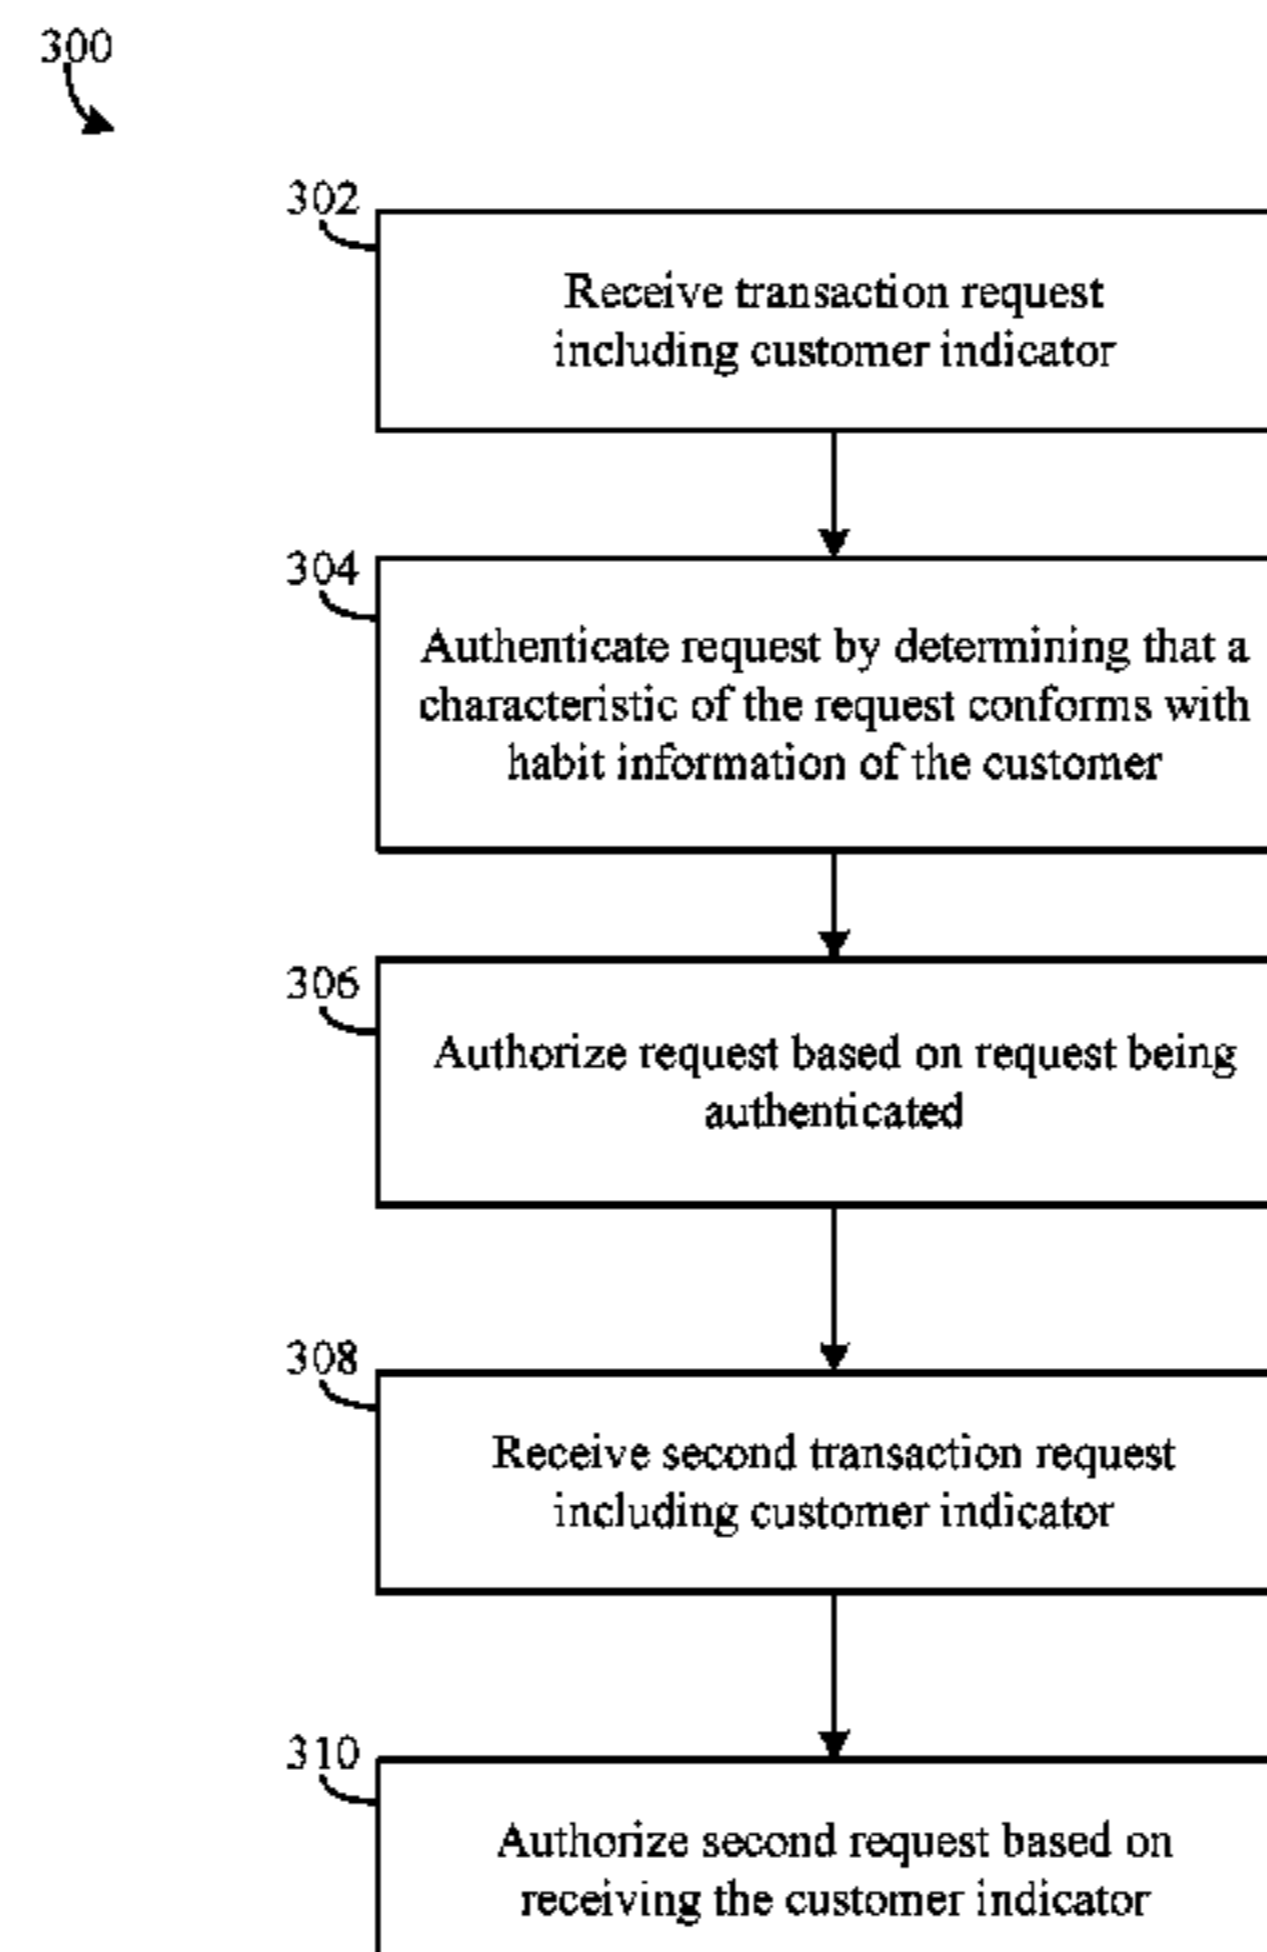 300
302
Receive transaction request
including customer indicator
304
Authenticate request by determining that a
characteristic of the request conforms with
habit information of the customer
306
Authorize request based on request being
authenticated
308
Receive second transaction request
including customer indicator
310
Authorize second request based on
receiving the customer indicator